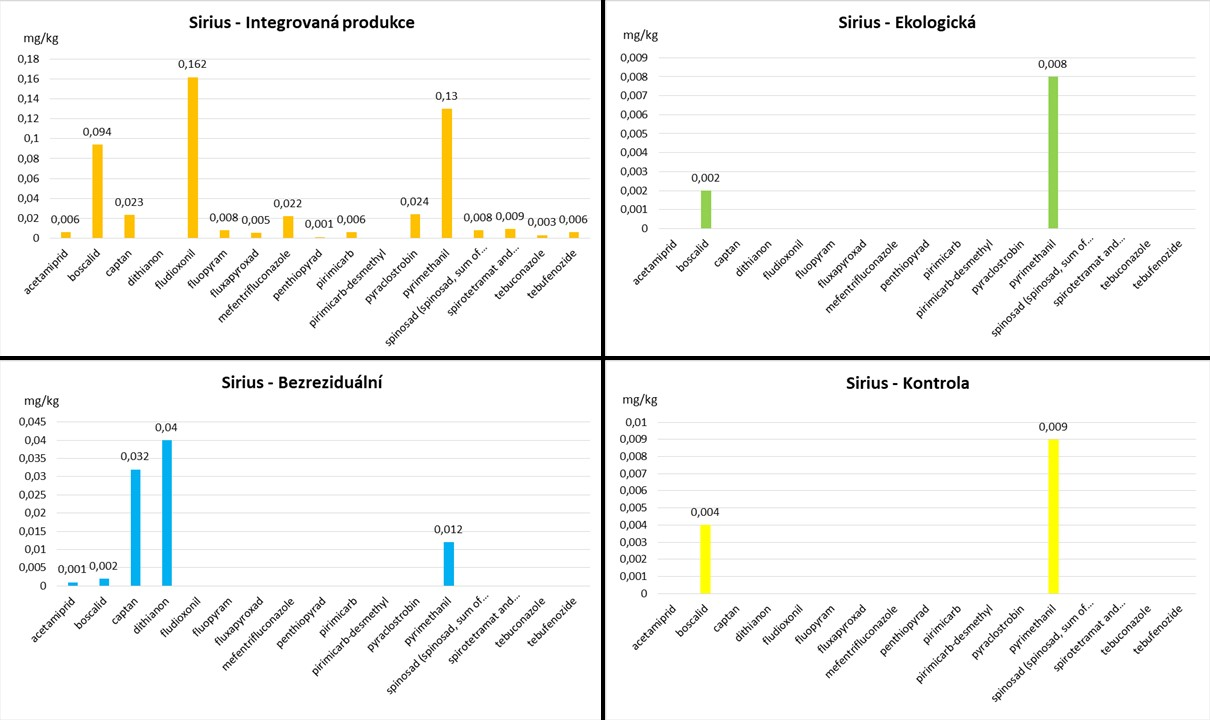 Sirius - Integrovaná produkce
mg/kg
0,18
0,16
0,14
0,12
0,1
0,08
0,06
0,04
0,02
0
0,006
0,094
0,023
0,162
0,008
0,005
0,022
0,001
0,006
0,024
0,13
0,008
0,009
0,003
0,006
acetamiprid
boscalid
captan
dithianon
fludioxonil
fluopyram
fluxapyroxad
mefentrifluconazole
penthiopyrad
pirimicarb
pirimicarb-desmethyl
pyraclostrobin
pyrimethanil
spinosad (spinosad, sum of...
spirotetramat and...
tebuconazole
tebufenozide
Sirius - Ekologická
mg/kg
0,009
0,008
0,007
0,006
0,005
0,004
0,003
0,002
0,001
0
0,002
0,008
acetamiprid
boscalid
captan
dithianon
fludioxonil
fluopyram
fluxapyroxad
mefentrifluconazole
penthiopyrad
pirimicarb
pirimicarb-desmethyl
pyraclostrobin
pyrimethanil
spinosad (spinosad, sum of...
spirotetramat and...
tebuconazole
tebufenozide
Sirius - Bezreziduální
mg/kg
0,045
0,04
0,035
0,03
0,025
0,02
0,015
0,01
0,005
0
0,001
0,002
0,032
0,04
0,012
acetamiprid
boscalid
captan
dithianon
fludioxonil
fluopyram
fluxapyroxad
mefentrifluconazole
penthiopyrad
pirimicarb
pirimicarb-desmethyl
pyraclostrobin
pyrimethanil
spinosad (spinosad, sum of...
spirotetramat and...
tebuconazole
tebufenozide
Sirius - Kontrola
mg/kg
0,01
0,009
0,008
0,007
0,006
0,005
0,004
0,003
0,002
0,001
0
0,004
0,009
acetamiprid
boscalid
captan
dithianon
fludioxonil
fluopyram
fluxapyroxad
mefentrifluconazole
penthiopyrad
pirimicarb
pirimicarb-desmethyl
pyraclostrobin
pyrimethanil
spinosad (spinosad, sum of...
spirotetramat and...
tebuconazole
tebufenozide